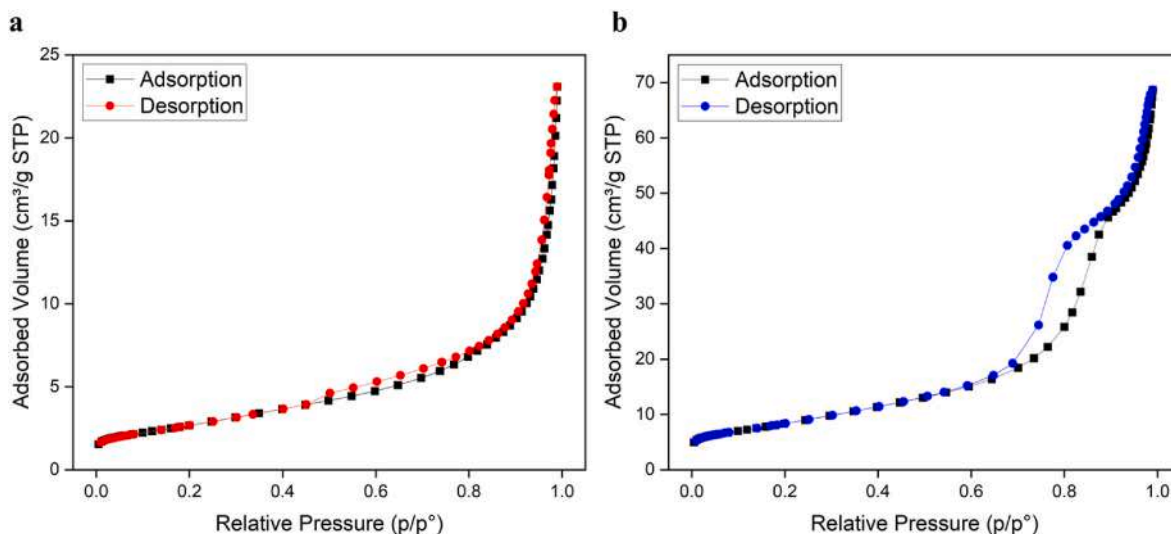 a
25
20
15
10
5
0
Adsorbed Volume (cm³/g STP)
Adsorption
Desorption
0.0 0.2 0.4 0.6 0.8 1.0
Relative Pressure (p/p°)
b
70
60
50
40
30
20
10
0
Adsorbed Volume (cm³/g STP)
Adsorption
Desorption
0.0 0.2 0.4 0.6 0.8 1.0
Relative Pressure (p/p°)